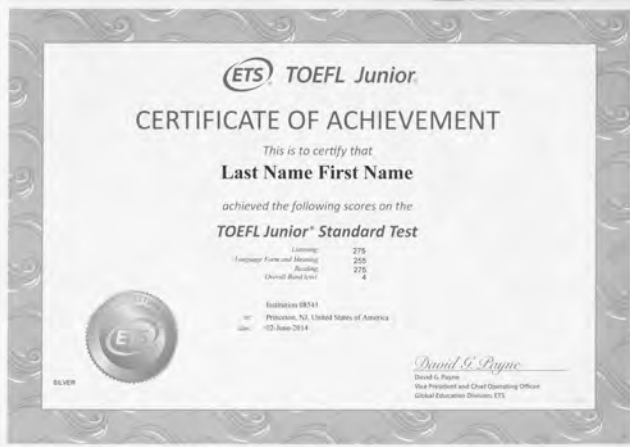 ETS TOEFL Junior
CERTIFICATE OF ACHIEVEMENT
This is to certify that
Last Name First Name
achieved the following scores on the
TOEFL Junior® Standard Test
Listening: 275
Language Form and Meaning: 255
Reading: 275
Overall Band level: 4
Institution 08541
at: Princeton, NJ, United States of America
date: 02-June-2014
ETS
SILVER
David G. Payne
David G. Payne
Vice President and Chief Operating Officer
Global Education Division, ETS